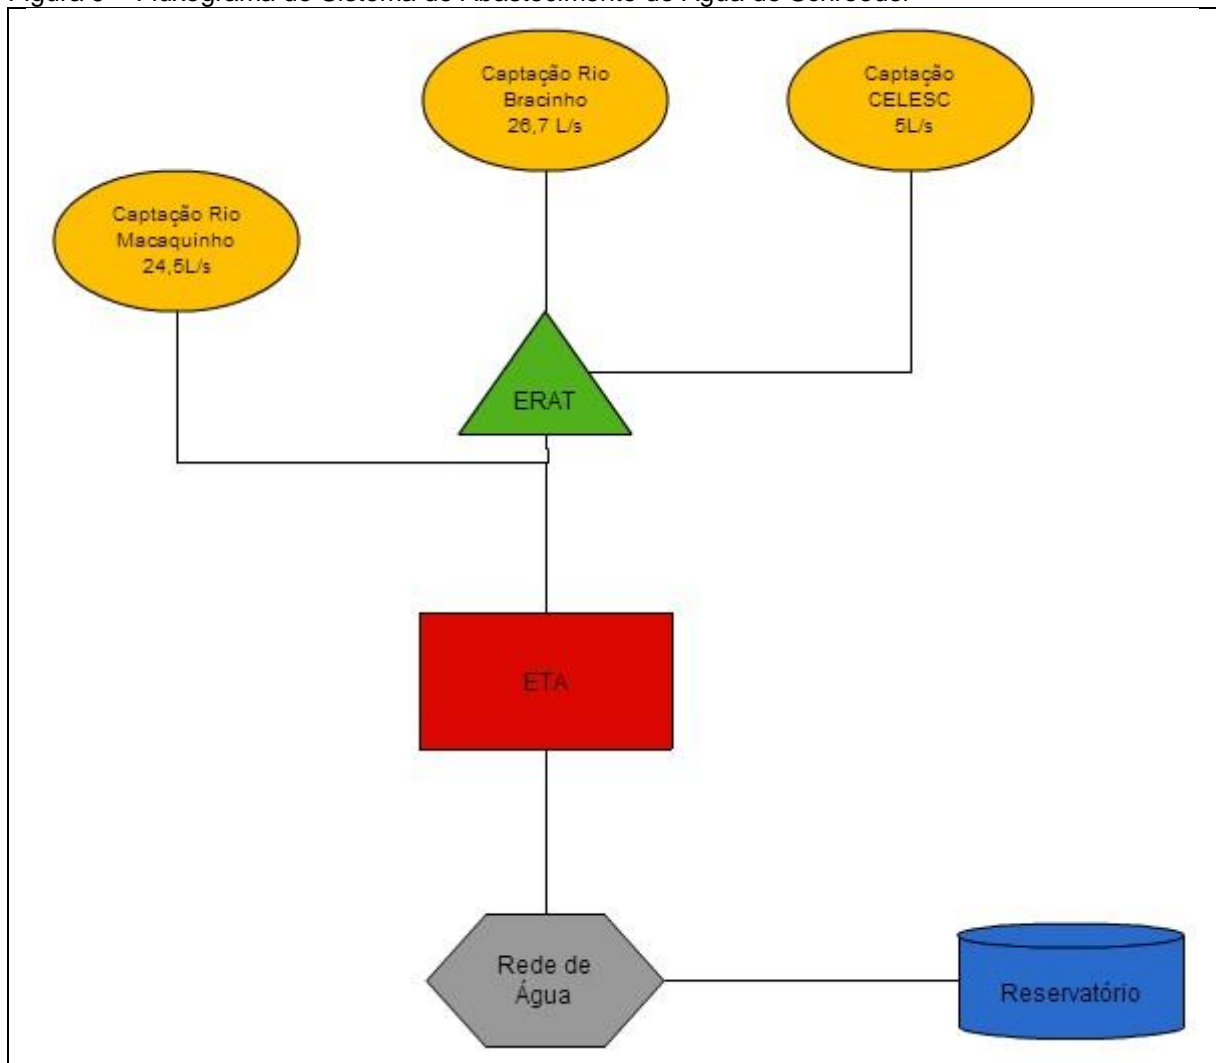 Captação Rio
Bracinho
26,7 L/s
Captação
CELESC
5L/s
Captação Rio
Macaquinho
24,5L/s
ERAT
ETA
Rede de
Água
Reservatório